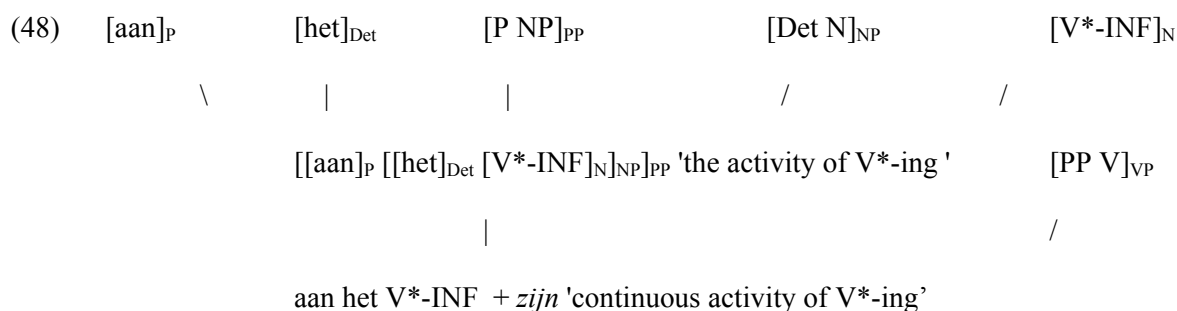 (48) [aan]P [het]Det [P NP]PP [Det N]NP [V*-INF]N
\ | | / /
[[aan]P [[het]Det [V*-INF]N]NP]PP 'the activity of V*-ing ' [PP V]VP
| /
aan het V*-INF + zijn 'continuous activity of V*-ing’